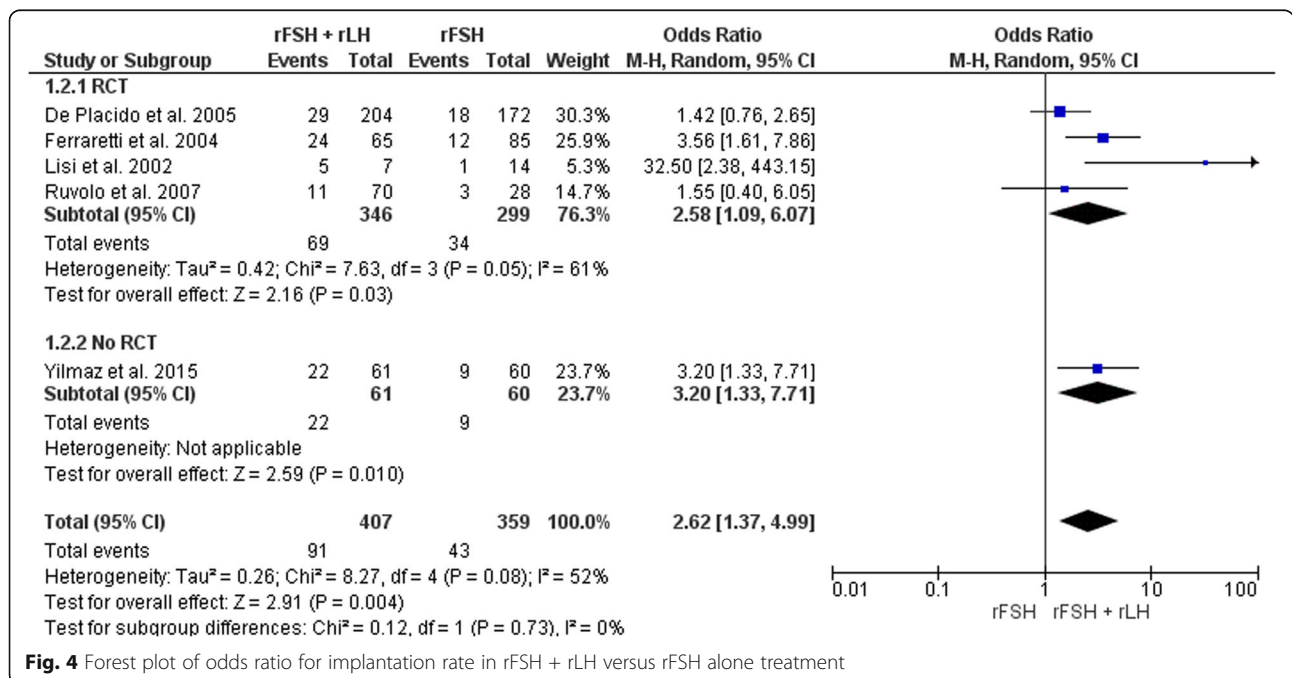 rFSH + rLH rFSH Odds Ratio Odds Ratio
Study or Subgroup Events Total Events Total Weight M-H, Random, 95% CI M-H, Random, 95% CI
1.2.1 RCT
De Placido et al. 2005 29 204 18 172 30.3% 1.42 [0.76, 2.65]
Ferraretti et al. 2004 24 65 12 85 25.9% 3.56 [1.61, 7.86]
Lisi et al. 2002 5 7 1 14 5.3% 32.50 [2.38, 443.15]
Ruvolo et al. 2007 11 70 3 28 14.7% 1.55 [0.40, 6.05]
Subtotal (95% CI) 346 299 76.3% 2.58 [1.09, 6.07]
Total events 69 34
Heterogeneity: Tau² = 0.42; Chi² = 7.63, df = 3 (P = 0.05); I² = 61%
Test for overall effect: Z = 2.16 (P = 0.03)
1.2.2 No RCT
Yilmaz et al. 2015 22 61 9 60 23.7% 3.20 [1.33, 7.71]
Subtotal (95% CI) 61 60 23.7% 3.20 [1.33, 7.71]
Total events 22 9
Heterogeneity: Not applicable
Test for overall effect: Z = 2.59 (P = 0.010)
Total (95% CI) 407 359 100.0% 2.62 [1.37, 4.99]
Total events 91 43
Heterogeneity: Tau² = 0.26; Chi² = 8.27, df = 4 (P = 0.08); I² = 52%
Test for overall effect: Z = 2.91 (P = 0.004)
Test for subgroup differences: Chi² = 0.12, df = 1 (P = 0.73), I² = 0%
0.01 0.1 1 10 100
rFSH rFSH + rLH
Fig. 4 Forest plot of odds ratio for implantation rate in rFSH + rLH versus rFSH alone treatment